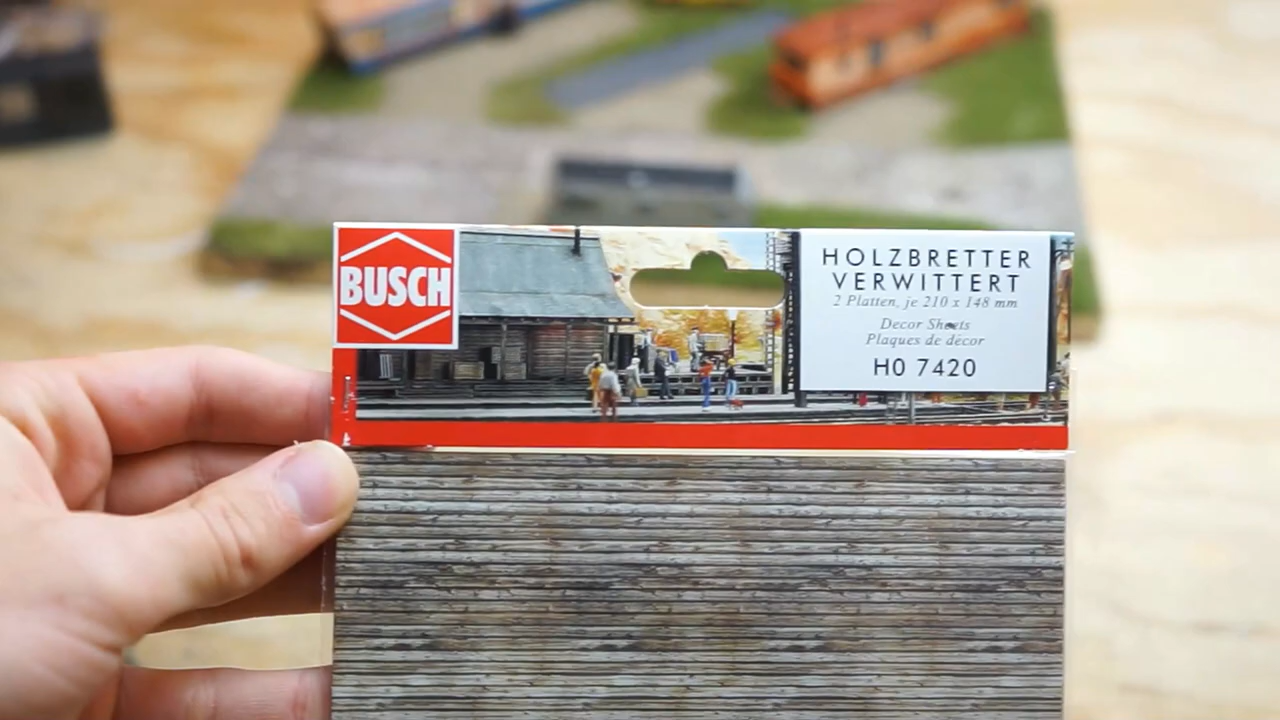 BUSCH
HOLZBRETTER
VERWITTERT
2 Platten, je 210 x 148 mm
Decor Sheets
Plaques de décor
H0 7420